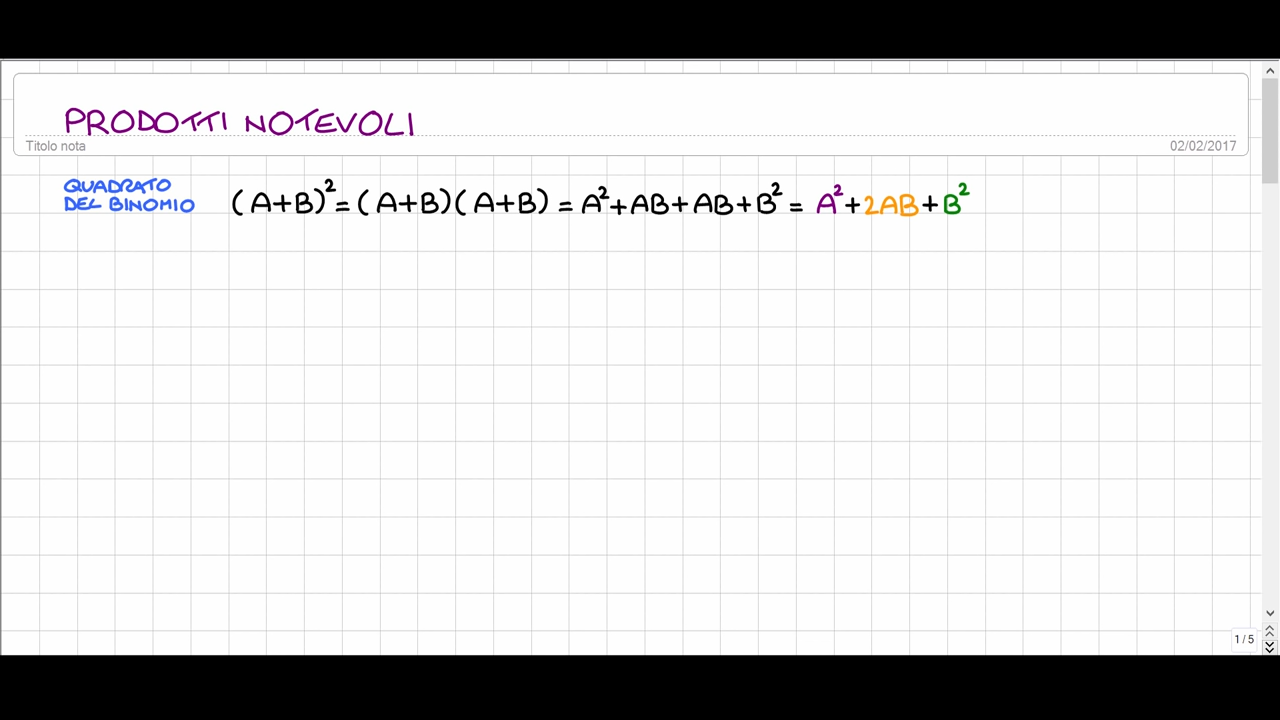 PRODOTTI NOTEVOLI
Titolo nota
02/02/2017
QUADRATO
DEL BINOMIO
(A+B)² = (A+B)(A+B) = A²+AB+AB+B² = A²+2AB+B²
1 / 5